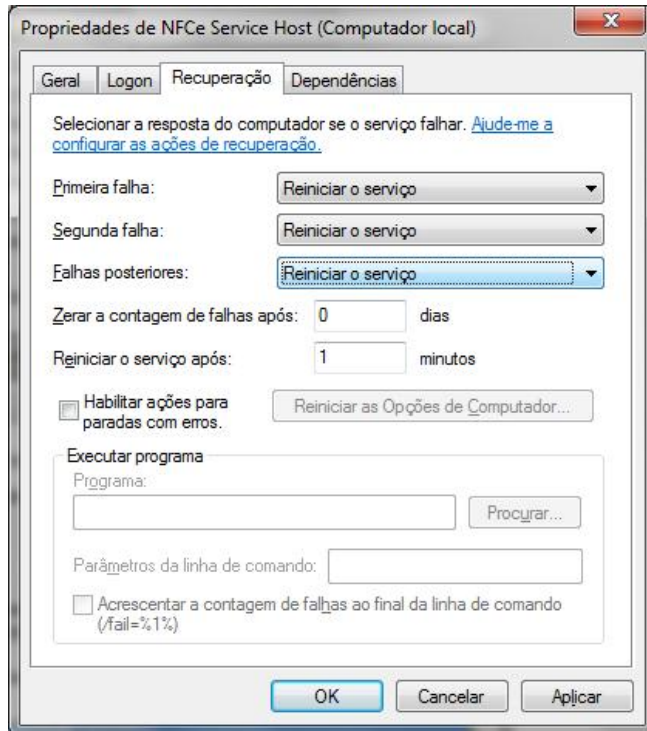 Propriedades de NFCe Service Host (Computador local)
Geral Logon Recuperação Dependências
Selecionar a resposta do computador se o serviço falhar. Ajude-me a
configurar as ações de recuperação.
Primeira falha: Reiniciar o serviço
Segunda falha: Reiniciar o serviço
Falhas posteriores: Reiniciar o serviço
Zerar a contagem de falhas após: 0 dias
Reiniciar o serviço após: 1 minutos
Habilitar ações para
paradas com erros.
Reiniciar as Opções de Computador...
Executar programa
Programa:
Procurar...
Parâmetros da linha de comando:
Acrescentar a contagem de falhas ao final da linha de comando
(/fail=%1%)
OK Cancelar Aplicar